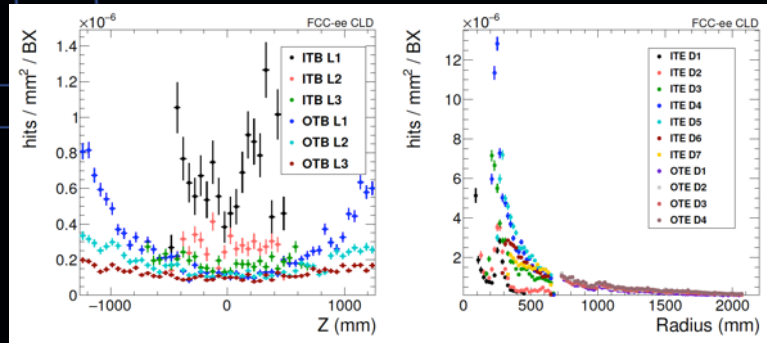 ×10⁻⁶
FCC-ee CLD
hits / mm² / BX
1.4
1.2
1
0.8
0.6
0.4
0.2
0
−1000
0
1000
Z (mm)
ITB L1
ITB L2
ITB L3
OTB L1
OTB L2
OTB L3
×10⁻⁶
FCC-ee CLD
hits / mm² / BX
12
10
8
6
4
2
0
500
1000
1500
2000
Radius (mm)
ITE D1
ITE D2
ITE D3
ITE D4
ITE D5
ITE D6
ITE D7
OTE D1
OTE D2
OTE D3
OTE D4